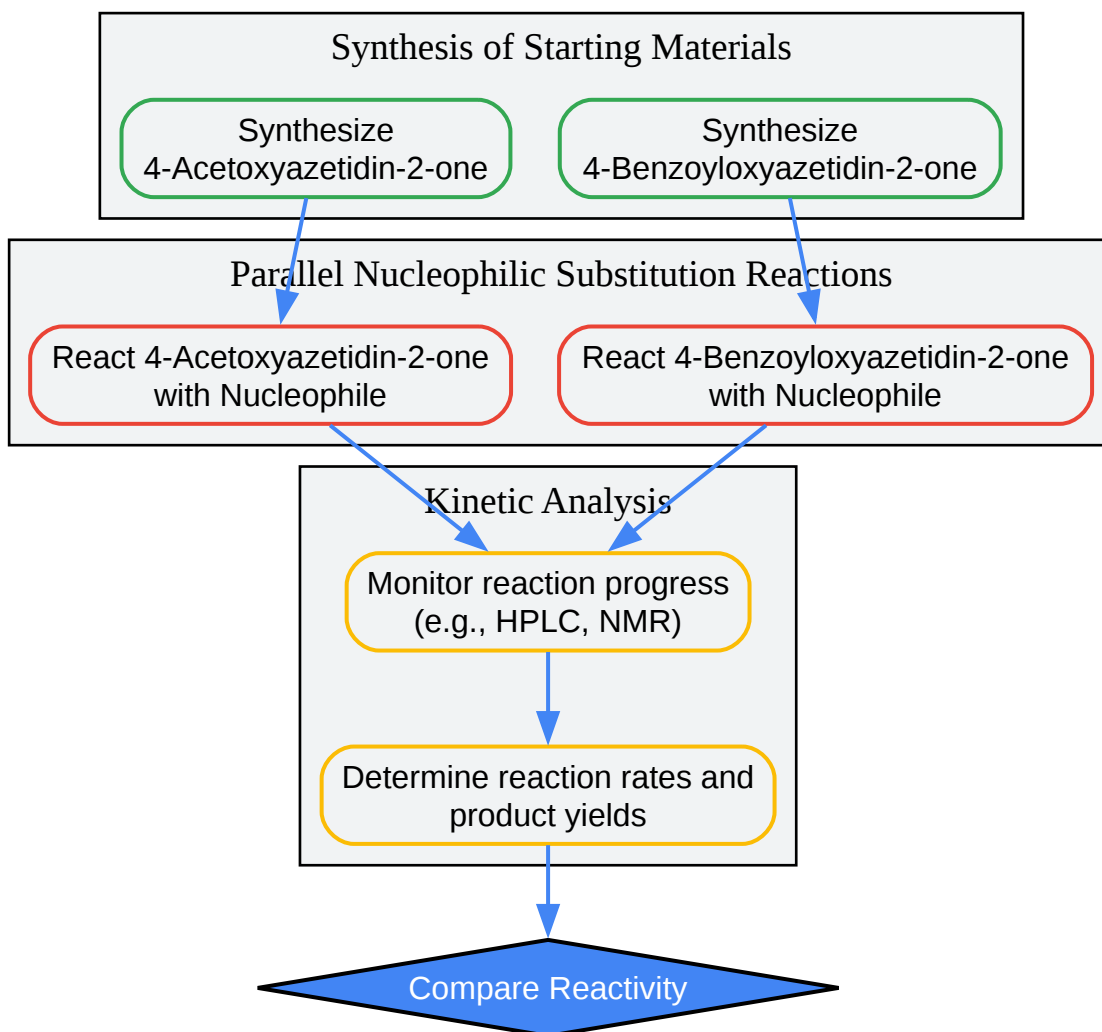 Synthesis of Starting Materials
Synthesize
4-Acetoxyazetidin-2-one
Synthesize
4-Benzoyloxyazetidin-2-one
Parallel Nucleophilic Substitution Reactions
React 4-Acetoxyazetidin-2-one
with Nucleophile
React 4-Benzoyloxyazetidin-2-one
with Nucleophile
Kinetic Analysis
Monitor reaction progress
(e.g., HPLC, NMR)
Determine reaction rates and
product yields
Compare Reactivity